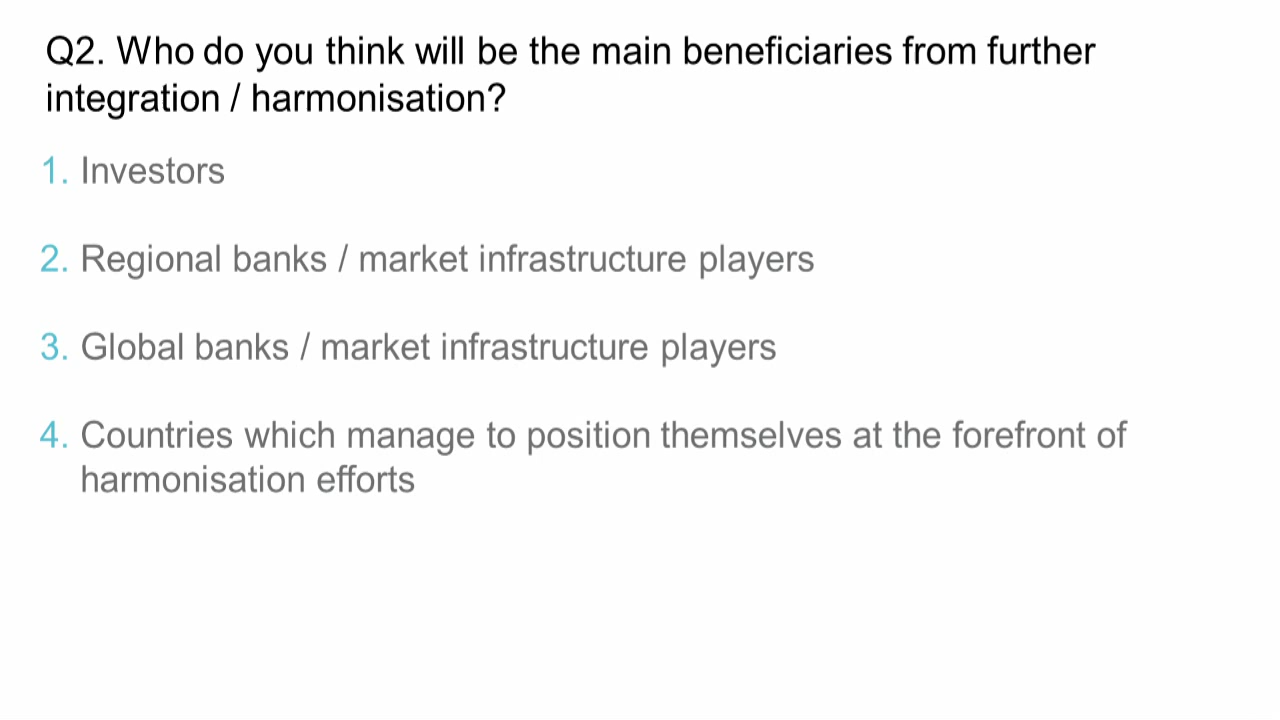 Q2. Who do you think will be the main beneficiaries from further
integration / harmonisation?
1. Investors
2. Regional banks / market infrastructure players
3. Global banks / market infrastructure players
4. Countries which manage to position themselves at the forefront of
harmonisation efforts